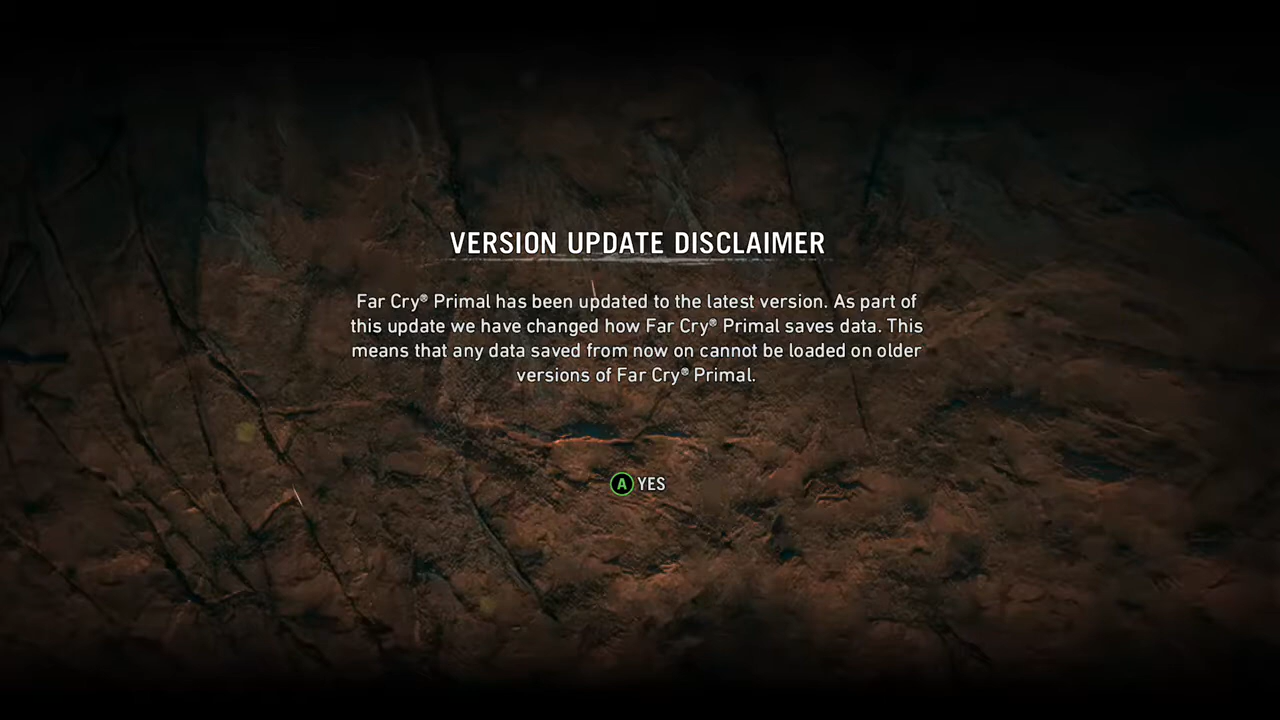 VERSION UPDATE DISCLAIMER
Far Cry® Primal has been updated to the latest version. As part of
this update we have changed how Far Cry® Primal saves data. This
means that any data saved from now on cannot be loaded on older
versions of Far Cry® Primal.
A YES